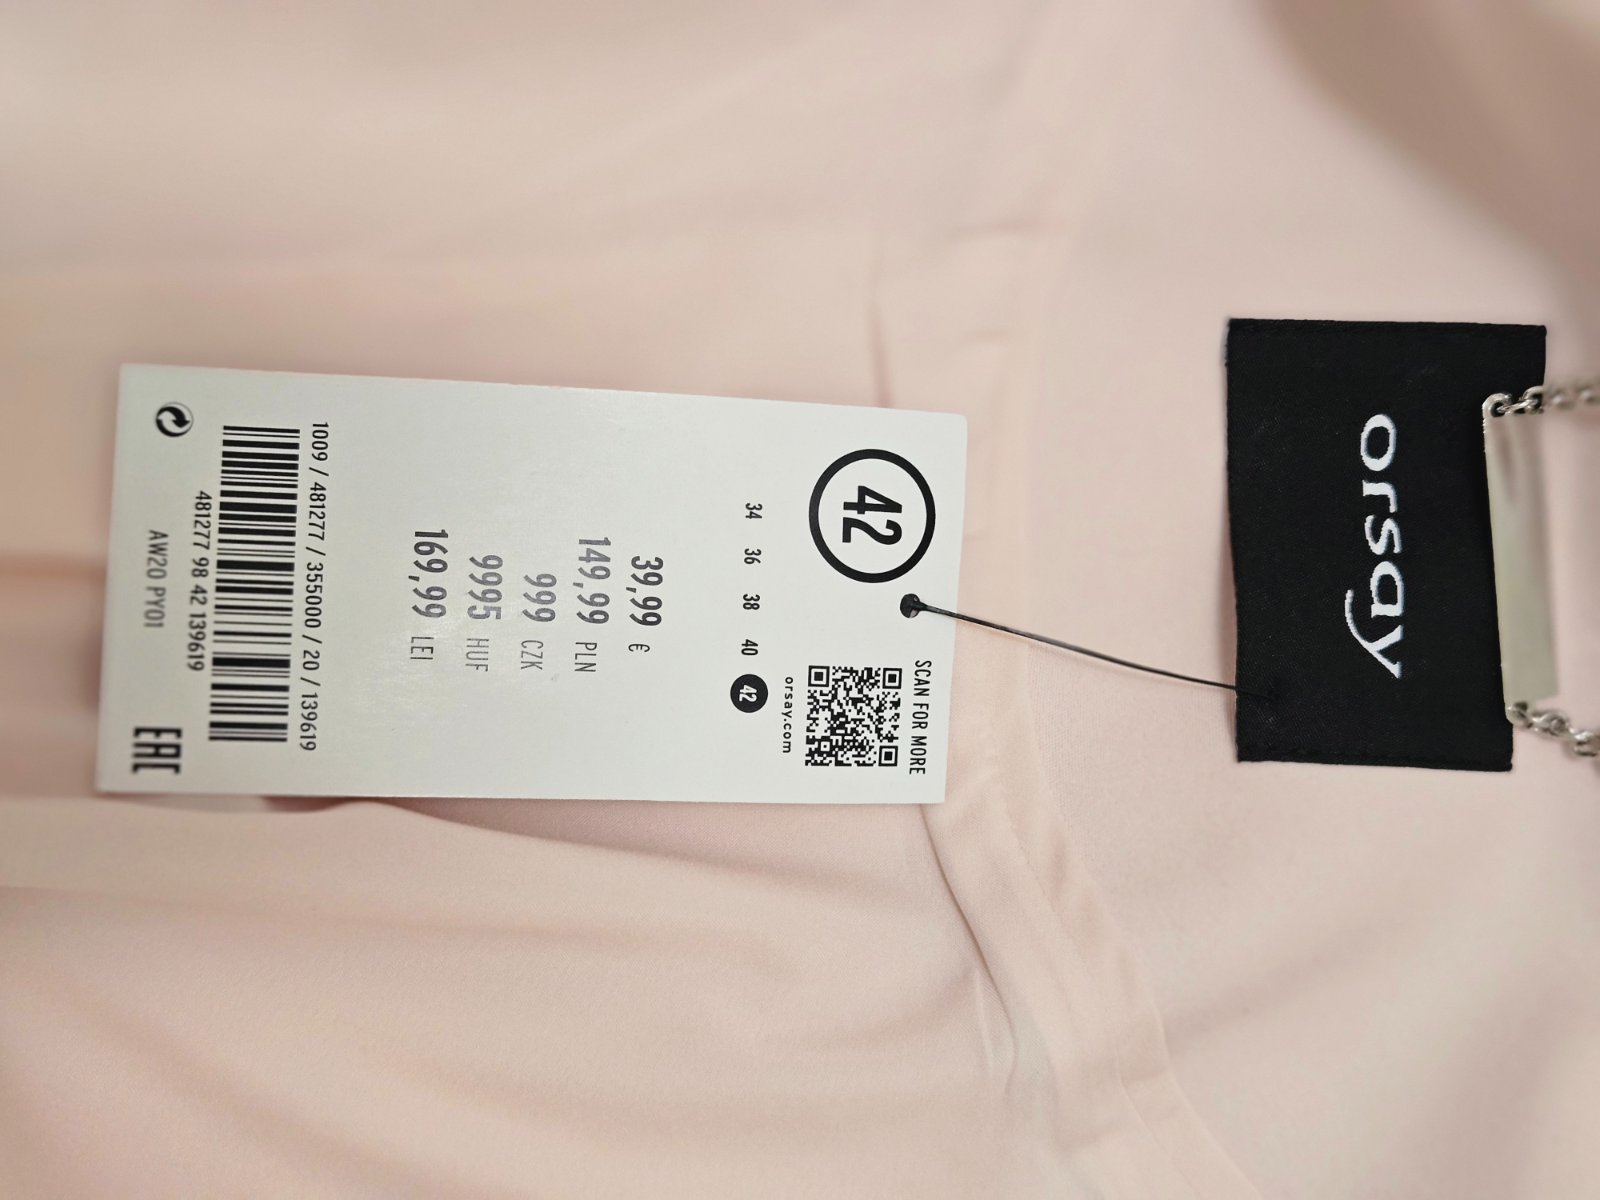 orsay
42
SCAN FOR MORE
orsay.com
34 36 38 40 42
39,99 €
149,99 PLN
999 CZK
9995 HUF
169,99 LEI
1009 / 481277 / 355000 / 20 / 139619
481277 98 42 139619
AW20 PY01
EAC